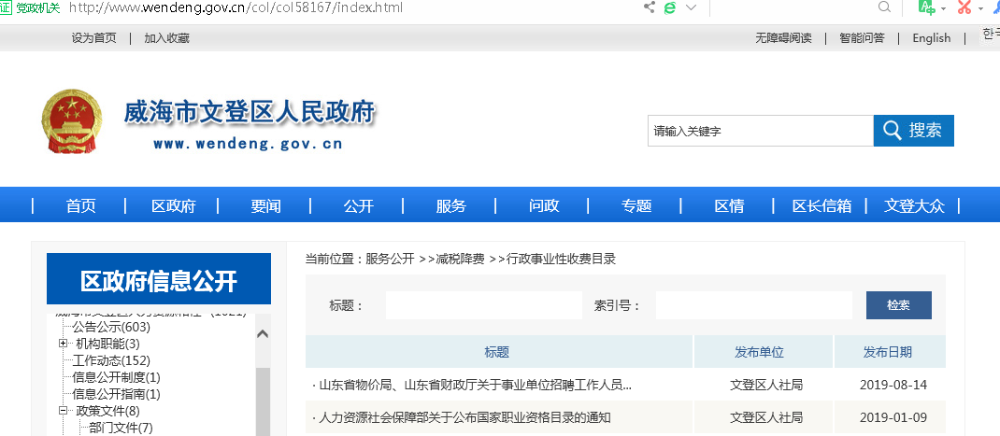 证 党政机关 http://www.wendeng.gov.cn/col/col58167/index.html
设为首页 | 加入收藏 无障碍阅读 | 智能问答 | English |
威海市文登区人民政府
www.wendeng.gov.cn
请输入关键字 搜索
首页 区政府 要闻 公开 服务 问政 专题 区情 区长信箱 文登大众
当前位置：服务公开 >>减税降费 >>行政事业性收费目录
区政府信息公开
标题： 索引号： 检索
公告公示(603)
机构职能(3)
工作动态(152)
信息公开制度(1)
信息公开指南(1)
政策文件(8)
部门文件(7)
标题 发布单位 发布日期
· 山东省物价局、山东省财政厅关于事业单位招聘工作人员... 文登区人社局 2019-08-14
· 人力资源社会保障部关于公布国家职业资格目录的通知 文登区人社局 2019-01-09